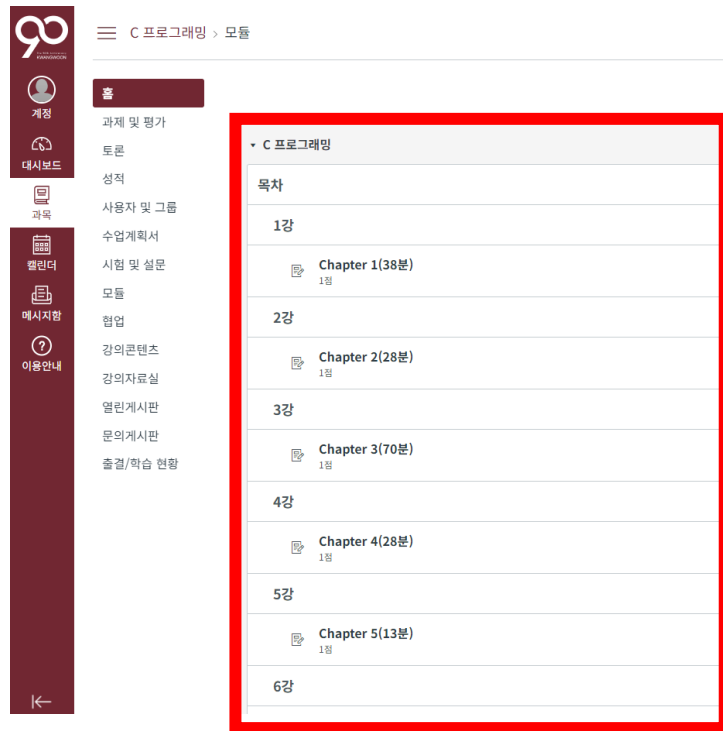 KWANGWOON
계정
대시보드
과목
캘린더
메시지함
이용안내
C 프로그래밍 > 모듈
홈
과제 및 평가
토론
성적
사용자 및 그룹
수업계획서
시험 및 설문
모듈
협업
강의콘텐츠
강의자료실
열린게시판
문의게시판
출결/학습 현황
C 프로그래밍
목차
1강
Chapter 1(38분)
1점
2강
Chapter 2(28분)
1점
3강
Chapter 3(70분)
1점
4강
Chapter 4(28분)
1점
5강
Chapter 5(13분)
1점
6강